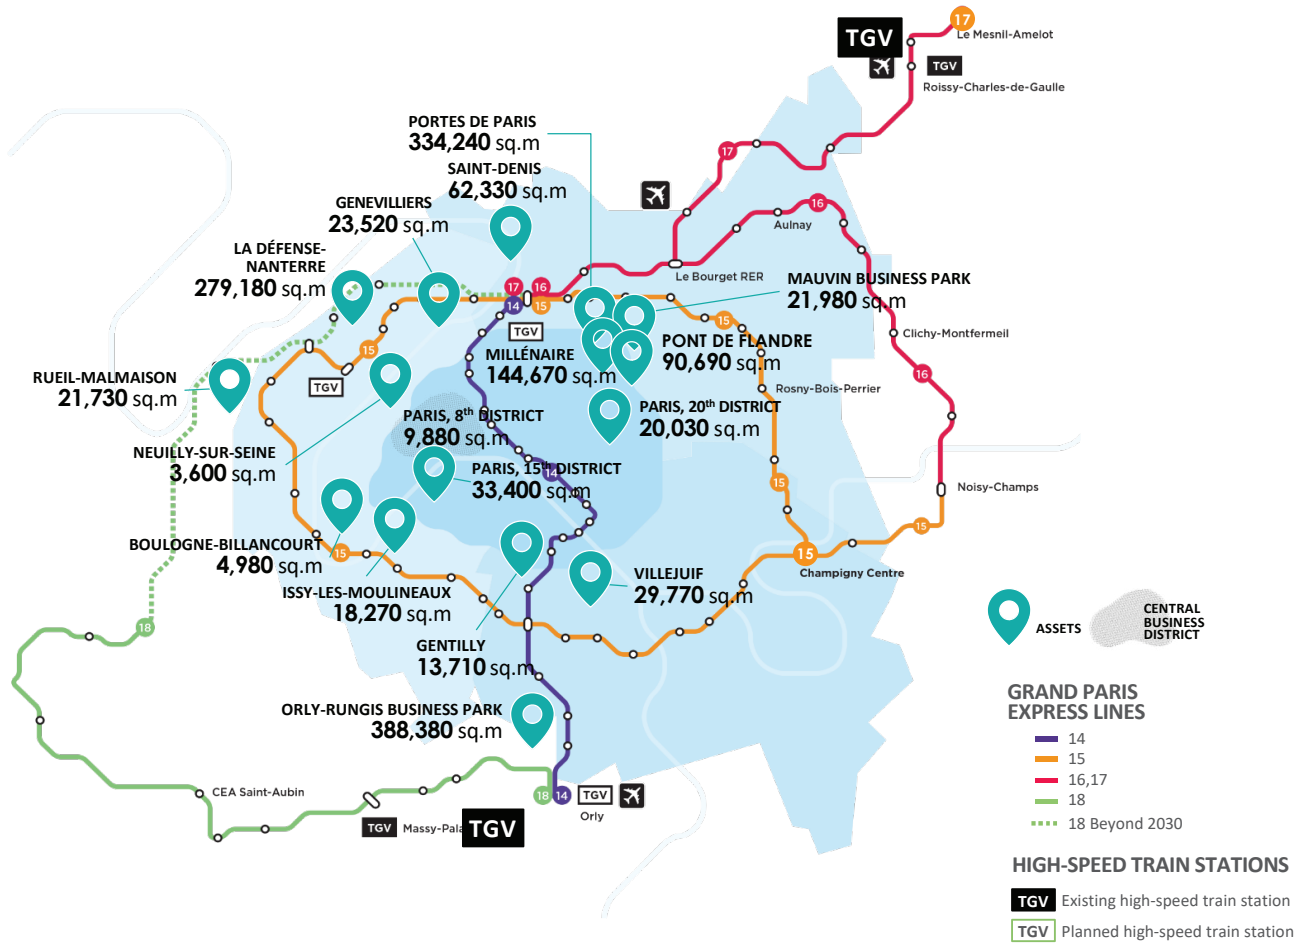 TGV
17
Le Mesnil-Amelot
TGV
Roissy-Charles-de-Gaulle
PORTES DE PARIS
334,240 sq.m
SAINT-DENIS
62,330 sq.m
GENEVILLIERS
23,520 sq.m
LA DÉFENSE-
NANTERRE
279,180 sq.m
17
16
Aulnay
Le Bourget RER
MAUVIN BUSINESS PARK
21,980 sq.m
17
16
14
15
TGV
15
Clichy-Montfermeil
PONT DE FLANDRE
90,690 sq.m
MILLÉNAIRE
144,670 sq.m
15
TGV
RUEIL-MALMAISON
21,730 sq.m
16
Rosny-Bois-Perrier
PARIS, 8th DISTRICT
9,880 sq.m
PARIS, 20th DISTRICT
20,030 sq.m
NEUILLY-SUR-SEINE
3,600 sq.m
PARIS, 15th DISTRICT
33,400 sq.m
14
15
Noisy-Champs
15
BOULOGNE-BILLANCOURT
4,980 sq.m
15
15
Champigny Centre
ISSY-LES-MOULINEAUX
18,270 sq.m
VILLEJUIF
29,770 sq.m
18
GENTILLY
13,710 sq.m
ORLY-RUNGIS BUSINESS PARK
388,380 sq.m
CEA Saint-Aubin
18
14
TGV
Orly
TGV
Massy-Pala
TGV
ASSETS
CENTRAL
BUSINESS
DISTRICT
GRAND PARIS
EXPRESS LINES
14
15
16,17
18
18 Beyond 2030
HIGH-SPEED TRAIN STATIONS
TGV Existing high-speed train station
TGV Planned high-speed train station